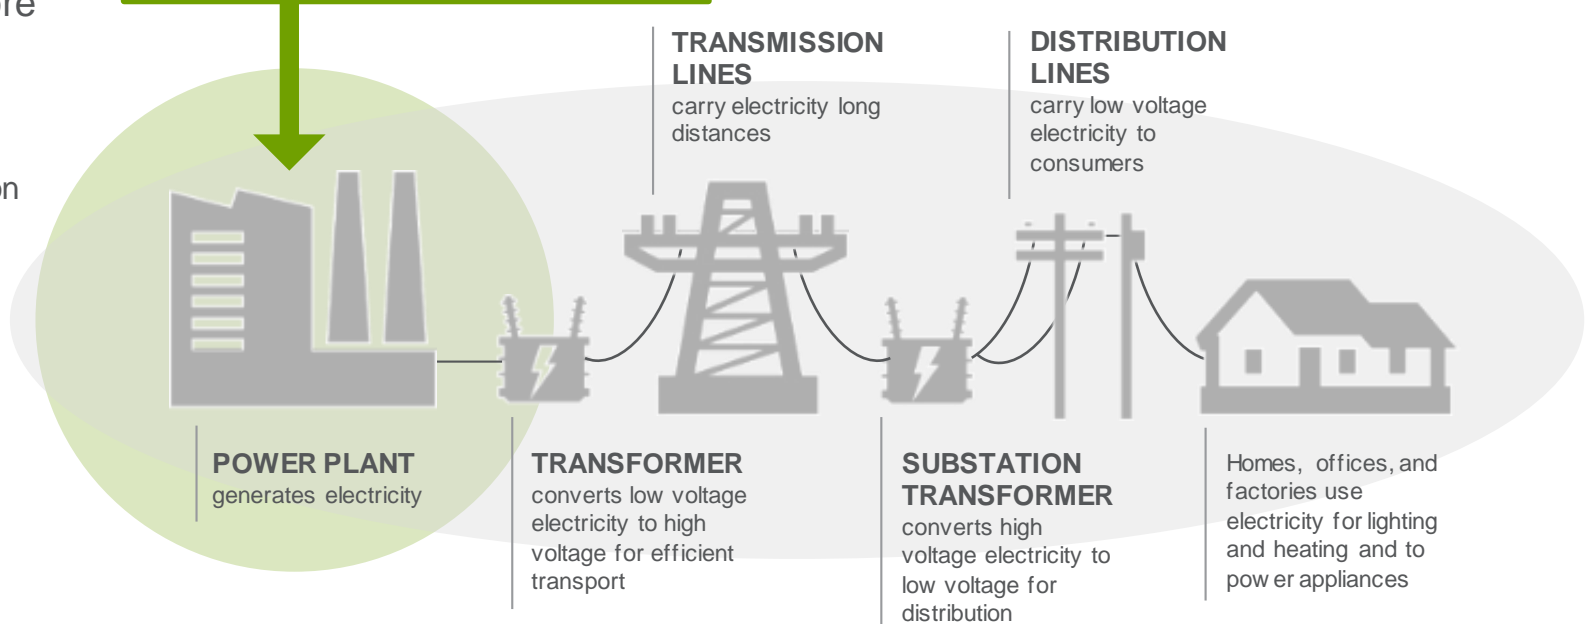 TRANSMISSION
LINES
carry electricity long
distances
DISTRIBUTION
LINES
carry low voltage
electricity to
consumers
POWER PLANT
generates electricity
TRANSFORMER
converts low voltage
electricity to high
voltage for efficient
transport
SUBSTATION
TRANSFORMER
converts high
voltage electricity to
low voltage for
distribution
Homes, offices, and
factories use
electricity for lighting
and heating and to
power appliances